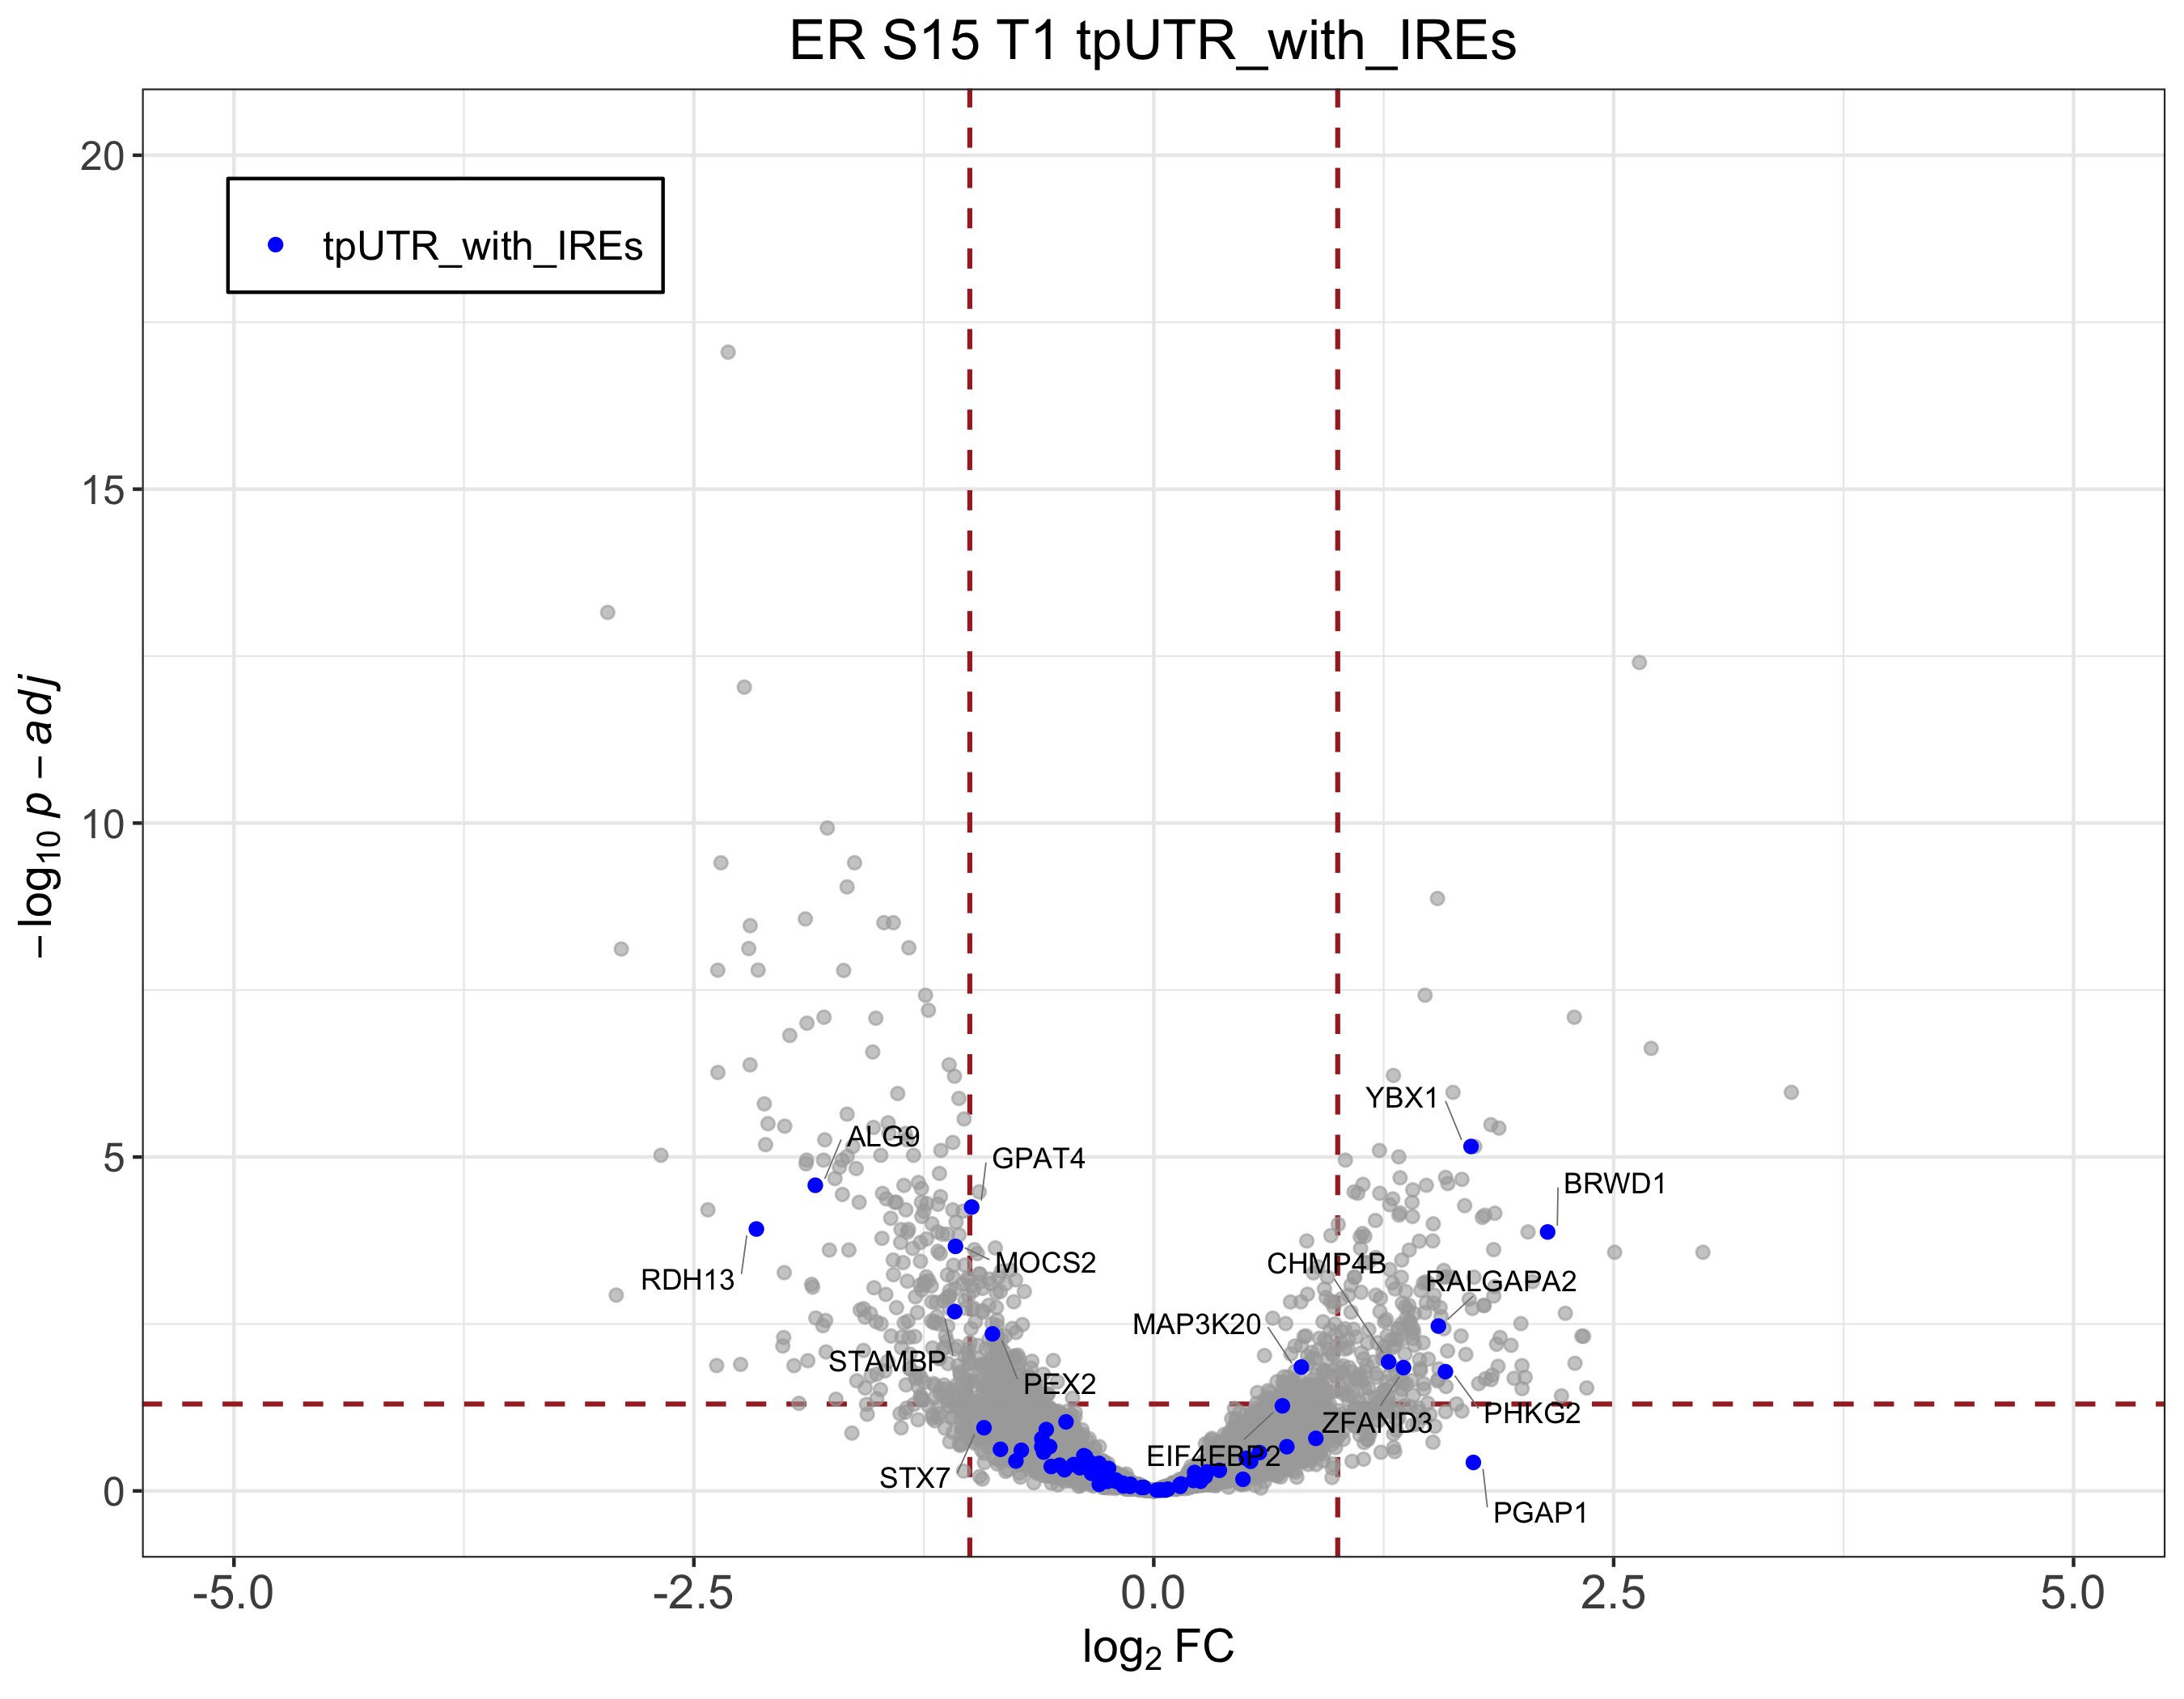 ER S15 T1 tpUTR_with_IREs
20
tpUTR_with_IREs
15
10
5
0
−log10 p − adj
YBX1
ALG9
GPAT4
BRWD1
MOCS2
CHMP4B
RDH13
RALGAPA2
MAP3K20
STAMBP
PEX2
PHKG2
ZFAND3
EIF4EBP2
STX7
PGAP1
-5.0
-2.5
0.0
2.5
5.0
log2 FC